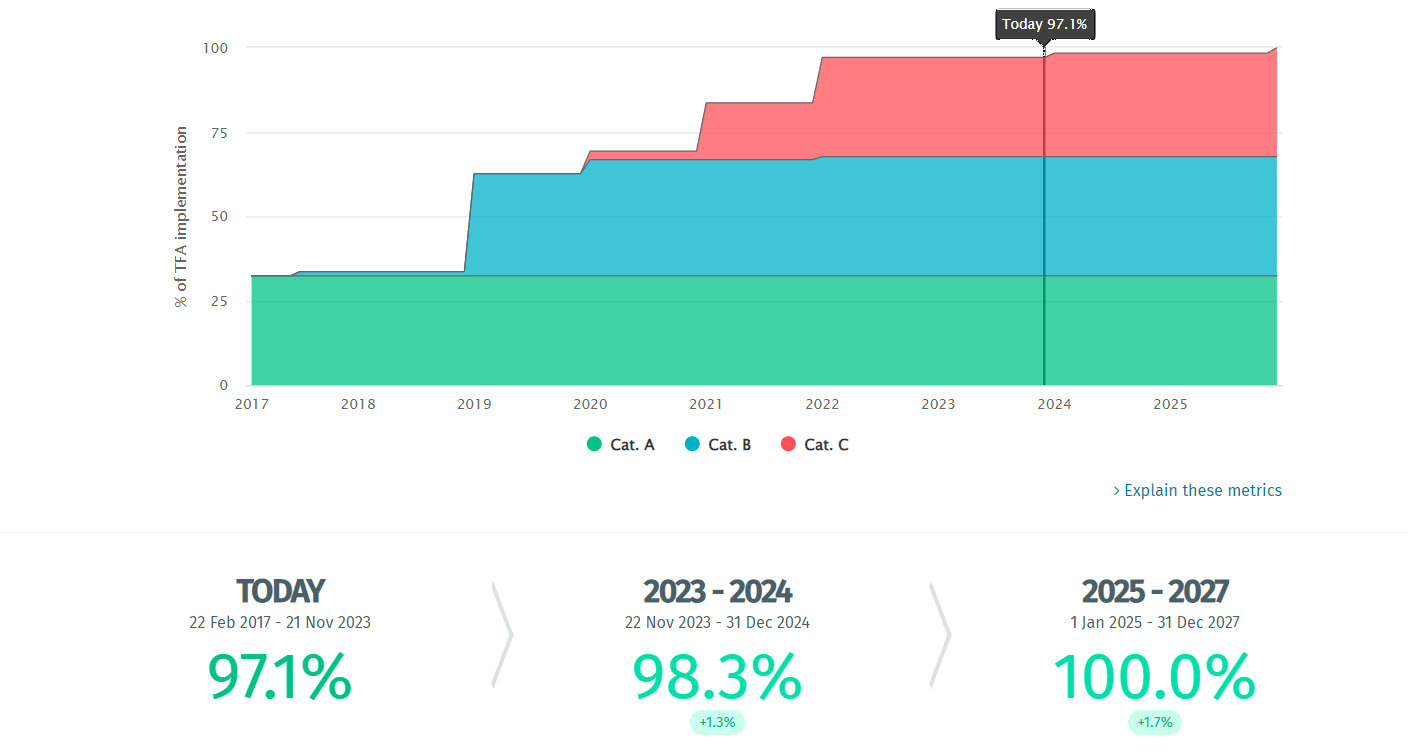 Today 97.1%
100
75
50
25
0
% of TFA implementation
2017 2018 2019 2020 2021 2022 2023 2024 2025
Cat. A Cat. B Cat. C
> Explain these metrics
TODAY
22 Feb 2017 - 21 Nov 2023
97.1%
2023 - 2024
22 Nov 2023 - 31 Dec 2024
98.3%
+1.3%
2025 - 2027
1 Jan 2025 - 31 Dec 2027
100.0%
+1.7%